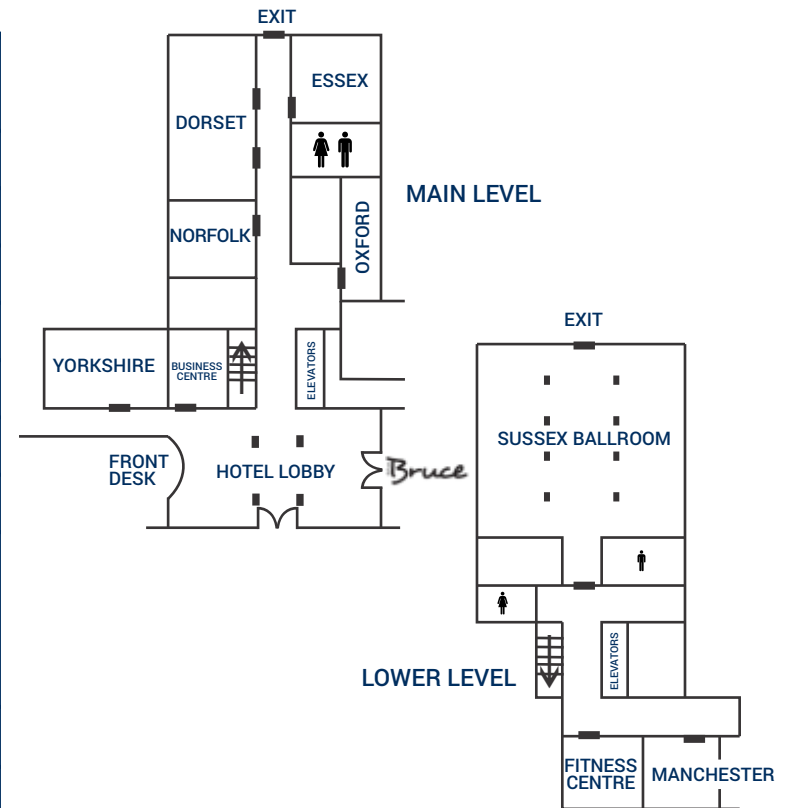 EXIT
ESSEX
DORSET
MAIN LEVEL
OXFORD
NORFOLK
YORKSHIRE
BUSINESS
CENTRE
ELEVATORS
FRONT
DESK
HOTEL LOBBY
Bruce
EXIT
SUSSEX BALLROOM
LOWER LEVEL
ELEVATORS
FITNESS
CENTRE
MANCHESTER